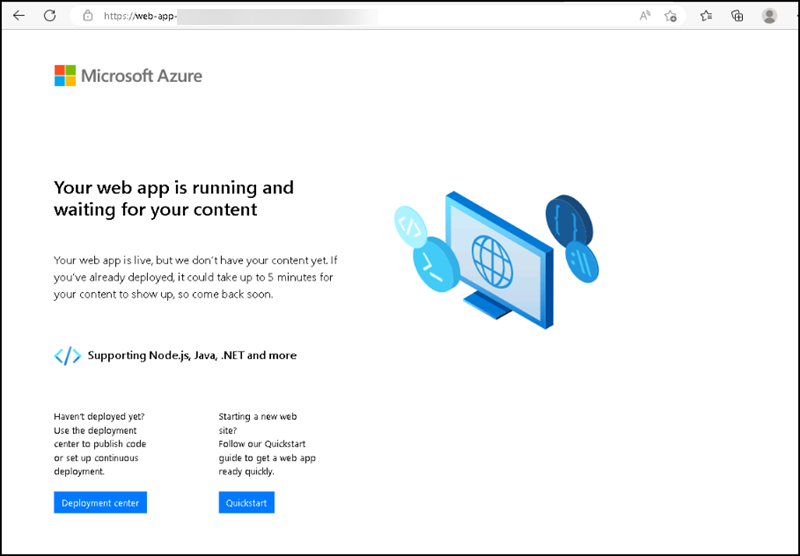 https://web-app-
Microsoft Azure
Your web app is running and
waiting for your content
Your web app is live, but we don’t have your content yet. If
you’ve already deployed, it could take up to 5 minutes for
your content to show up, so come back soon.
</> Supporting Node.js, Java, .NET and more
Haven’t deployed yet?
Use the deployment
center to publish code
or set up continuous
deployment.
Deployment center
Starting a new web
site?
Follow our Quickstart
guide to get a web app
ready quickly.
Quickstart